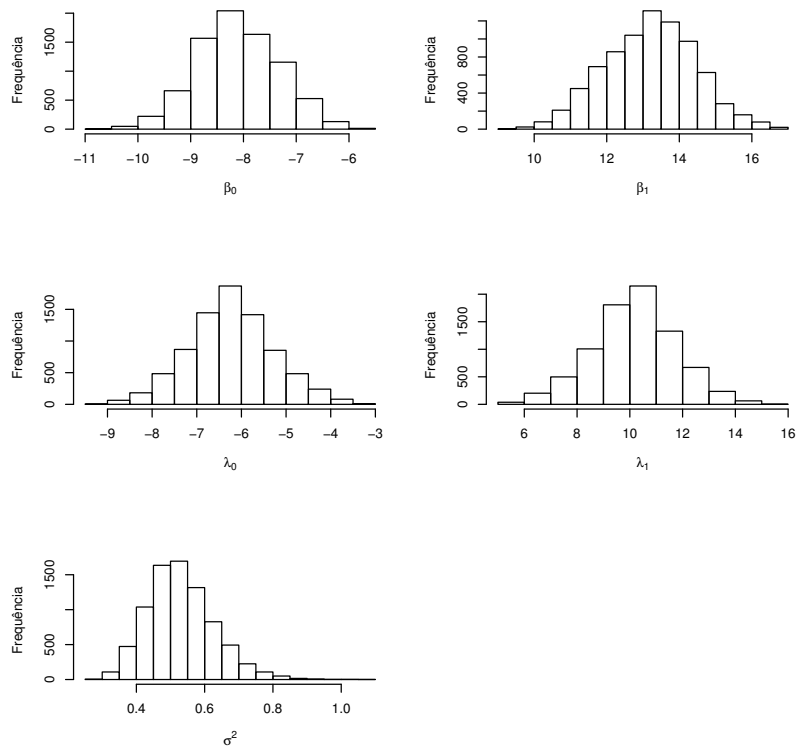 Frequência
0 500 1500
−11 −10 −9 −8 −7 −6
β0
Frequência
0 400 800
10 12 14 16
β1
Frequência
0 500 1500
−9 −8 −7 −6 −5 −4 −3
λ0
Frequência
0 500 1500
6 8 10 12 14 16
λ1
Frequência
0 500 1500
0.4 0.6 0.8 1.0
σ2